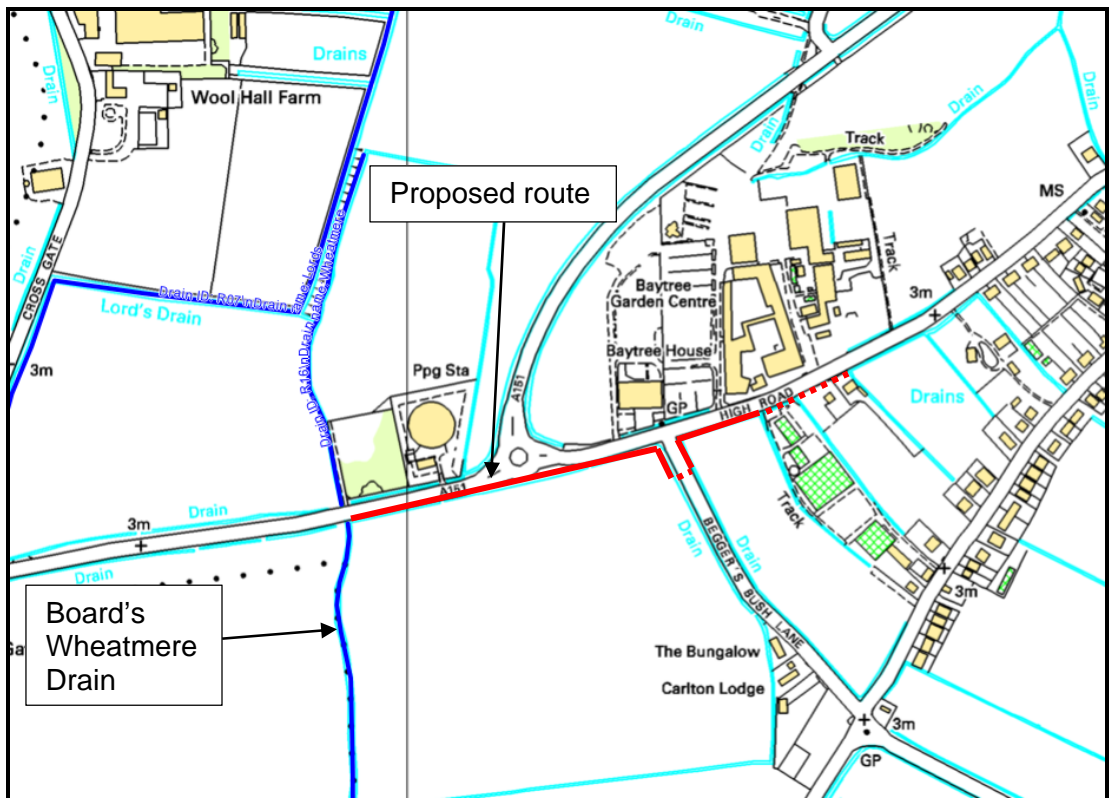 Drain
Drains
Drain
Wool Hall Farm
Drain
Drain
Drain
Track
Proposed route
MS
Drain
CROSS GATE
Track
Baytree
Garden Centre
3m
Drain ID: R07\nDrain
Lord's Drain
Baytree House
A151
3m
Ppg Sta
Drain ID: R16\nDrain name: Wheatmere
Drains
GP
HIGH ROAD
A151
Drain
3m
Track
Drain
Drain
BEGGER'S BUSH LANE
Drain
3m
Board's
Wheatmere
Drain
The Bungalow
Carlton Lodge
3m
GP